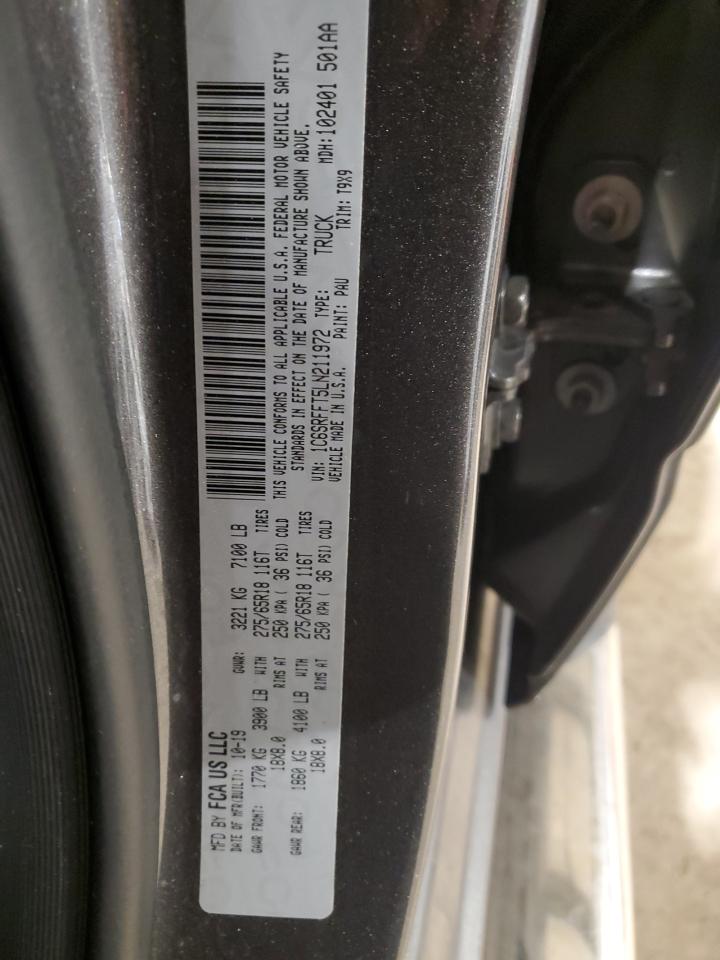 MFD BY FCA US LLC
DATE OF MFR(BUILT): 10-19 GVWR: 3221 KG 7100 LB
GAWR FRONT: 1770 KG 3900 LB WITH 275/65R18 116T TIRES
18X8.0 RIMS AT 250 KPA ( 36 PSI) COLD
GAWR REAR: 1860 KG 4100 LB WITH 275/65R18 116T TIRES
18X8.0 RIMS AT 250 KPA ( 36 PSI) COLD
THIS VEHICLE CONFORMS TO ALL APPLICABLE U.S.A. FEDERAL MOTOR VEHICLE SAFETY
STANDARDS IN EFFECT ON THE DATE OF MANUFACTURE SHOWN ABOVE.
VIN: 1C6SRFFT5LN211972 TYPE: TRUCK MDH:102401 501AA
VEHICLE MADE IN U.S.A. PAINT: PAU TRIM: T9X9